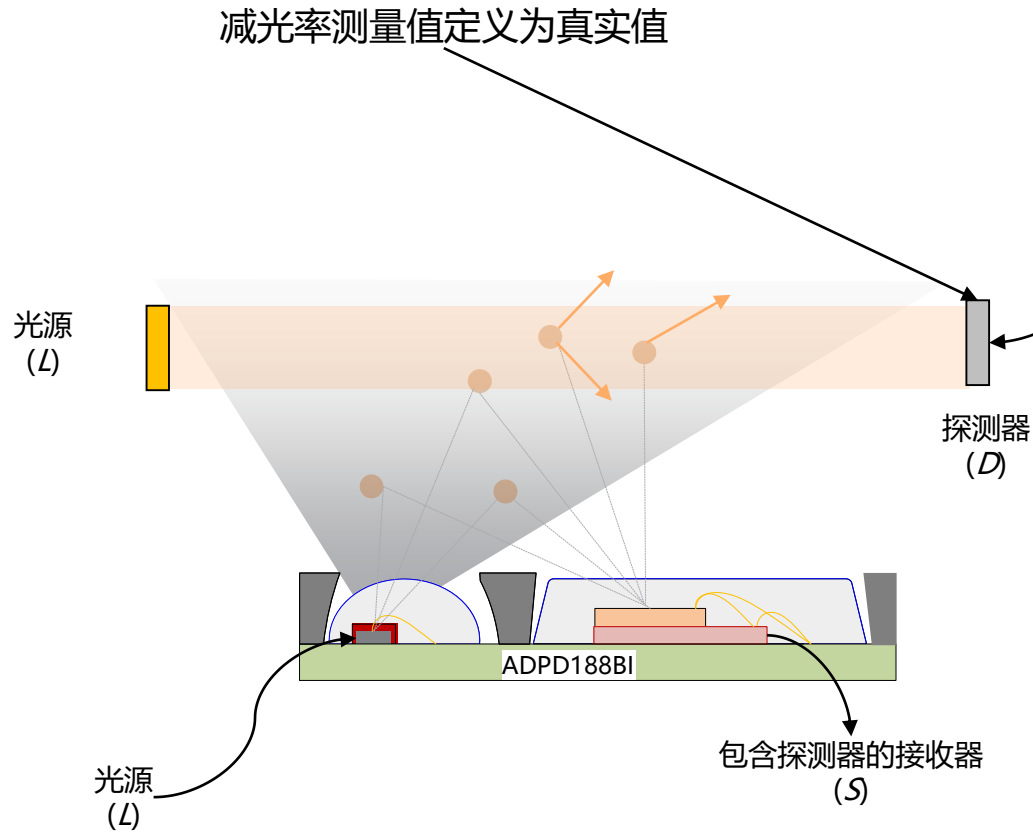 减光率测量值定义为真实值
光源
(L)
探测器
(D)
ADPD188BI
包含探测器的接收器
(S)
光源
(L)